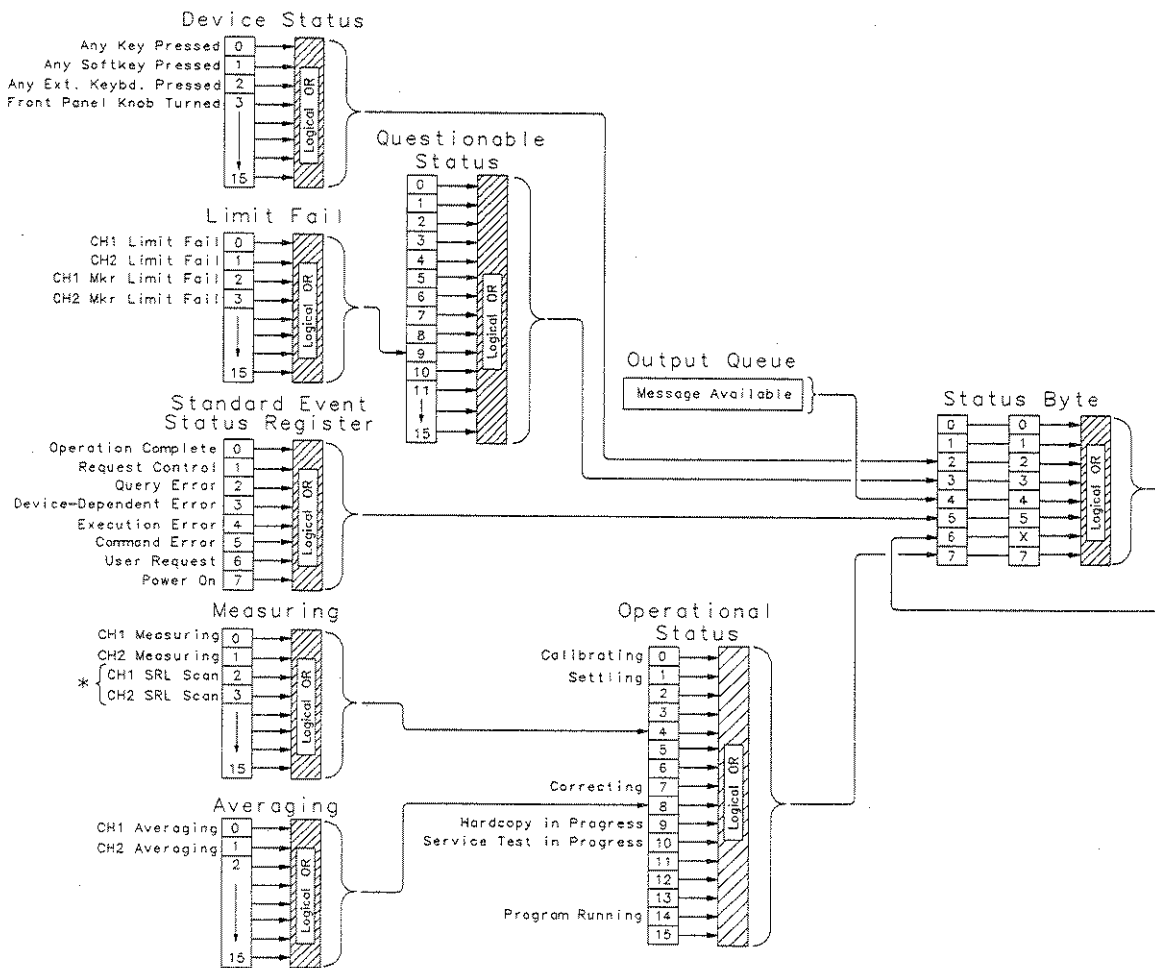 Device Status
Any Key Pressed 0
Any Softkey Pressed 1
Any Ext. Keybd. Pressed 2
Front Panel Knob Turned 3
15
Logical OR
Questionable
Status
0
1
2
3
4
5
6
7
8
9
10
11
15
Logical OR
Limit Fail
CH1 Limit Fail 0
CH2 Limit Fail 1
CH1 Mkr Limit Fail 2
CH2 Mkr Limit Fail 3
15
Logical OR
Output Queue
Message Available
Status Byte
0 0
1 1
2 2
3 3
4 4
5 5
6 X
7 7
Logical OR
Standard Event
Status Register
Operation Complete 0
Request Control 1
Query Error 2
Device-Dependent Error 3
Execution Error 4
Command Error 5
User Request 6
Power On 7
Logical OR
Measuring
CH1 Measuring 0
CH2 Measuring 1
* CH1 SRL Scan 2
CH2 SRL Scan 3
15
Logical OR
Operational
Status
Calibrating 0
Settling 1
2
3
4
5
6
Correcting 7
8
Hardcopy in Progress 9
Service Test in Progress 10
11
12
13
Program Running 14
15
Logical OR
Averaging
CH1 Averaging 0
CH2 Averaging 1
2
15
Logical OR